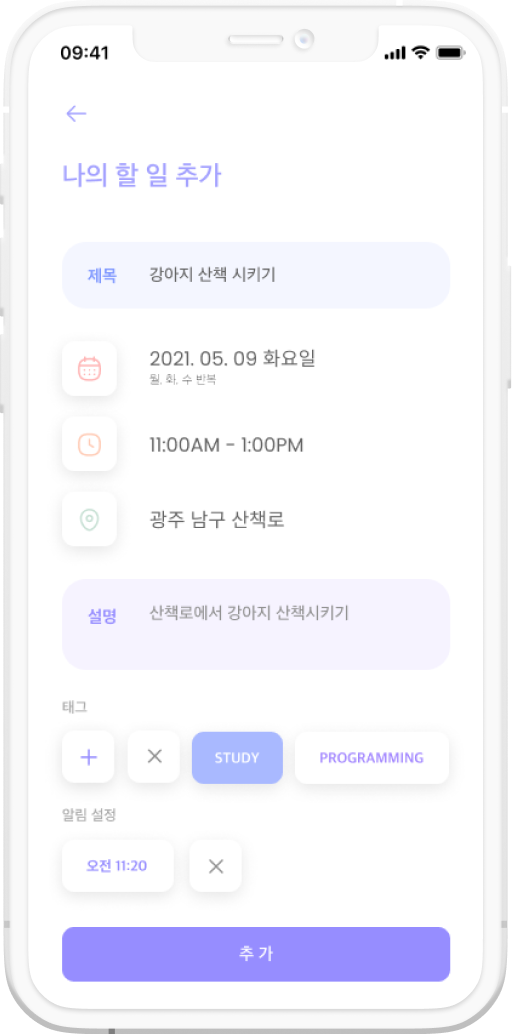 09:41
나의 할 일 추가
제목 강아지 산책 시키기
2021. 05. 09 화요일
월, 화, 수 반복
11:00AM - 1:00PM
광주 남구 산책로
설명 산책로에서 강아지 산책시키기
태그
STUDY PROGRAMMING
알림 설정
오전 11:20
추 가